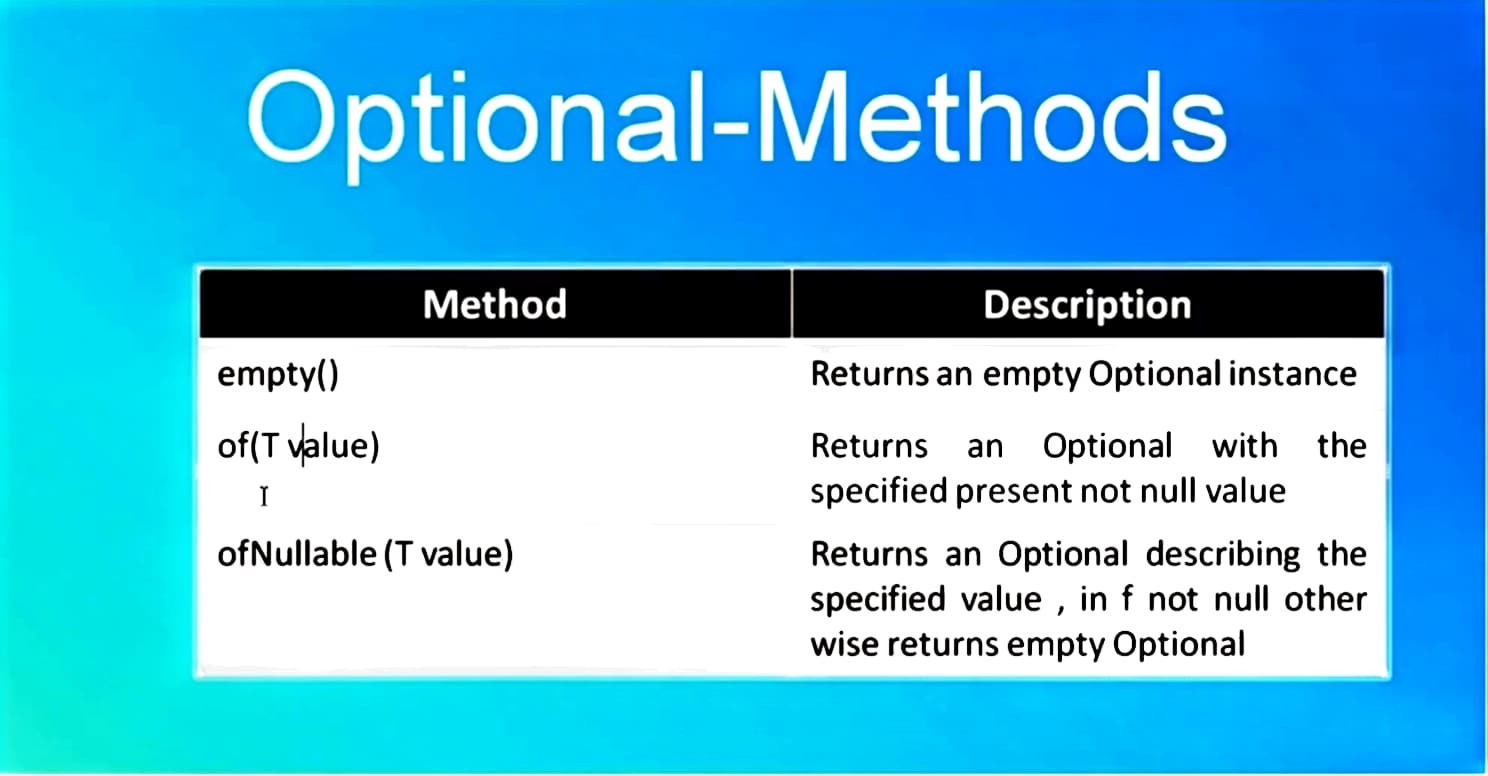 Optional-Methods
Method Description
empty() Returns an empty Optional instance
of(T value) Returns an Optional with the
specified present not null value
ofNullable (T value) Returns an Optional describing the
specified value , in f not null other
wise returns empty Optional